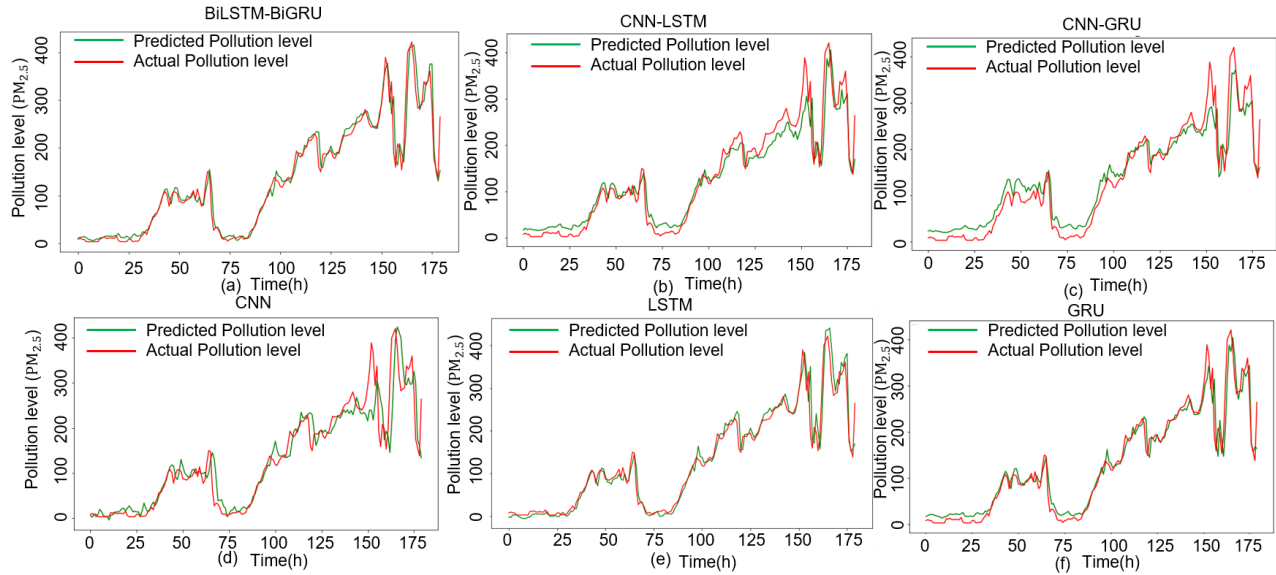 BiLSTM-BiGRU
Predicted Pollution level
Actual Pollution level
Pollution level (PM2.5)
400
300
200
100
0
0 25 50 75 100 125 150 175
(a) Time(h)
CNN-LSTM
Predicted Pollution level
Actual Pollution level
Pollution level (PM2.5)
400
300
200
100
0
0 25 50 75 100 125 150 175
(b) Time(h)
CNN-GRU
Predicted Pollution level
Actual Pollution level
Pollution level (PM2.5)
400
300
200
100
0
0 25 50 75 100 125 150 175
(c) Time(h)
CNN
Predicted Pollution level
Actual Pollution level
Pollution level (PM2.5)
400
300
200
100
0
0 25 50 75 100 125 150 175
(d) Time(h)
LSTM
Predicted Pollution level
Actual Pollution level
Pollution level (PM2.5)
400
300
200
100
0
0 25 50 75 100 125 150 175
(e) Time(h)
GRU
Predicted Pollution level
Actual Pollution level
Pollution level (PM2.5)
400
300
200
100
0
0 25 50 75 100 125 150 175
Time(h) (f)